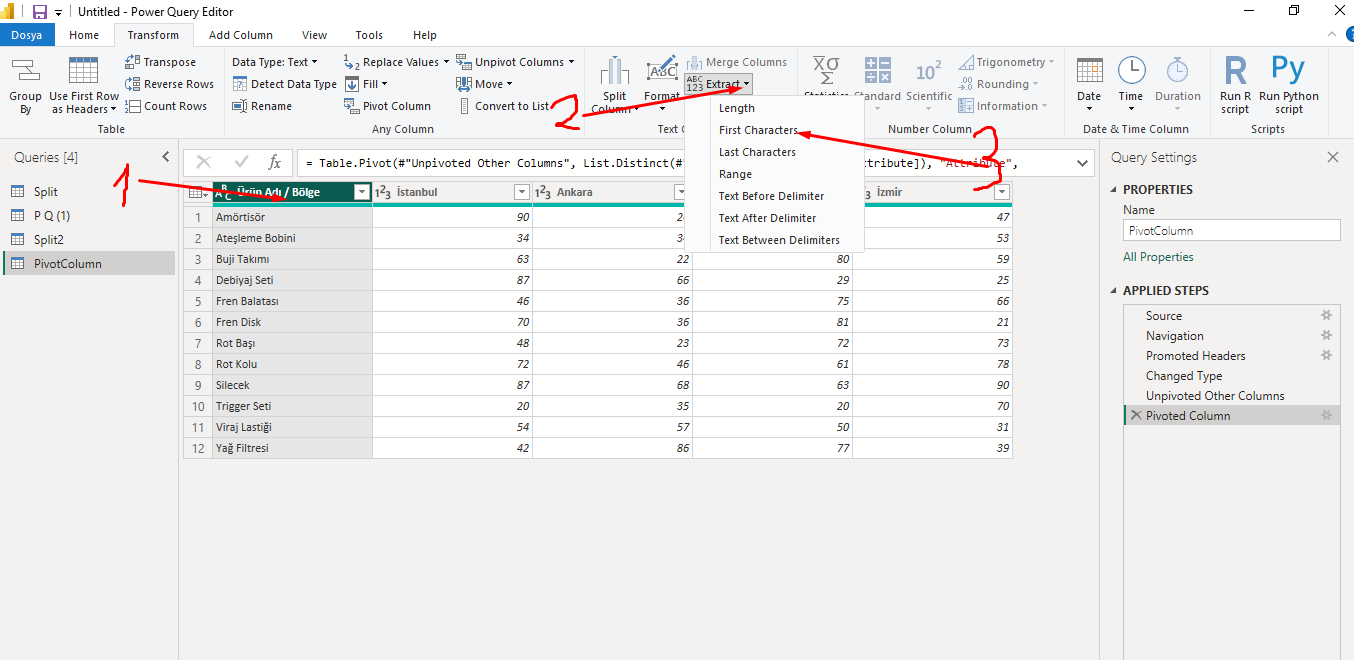 Untitled - Power Query Editor
Dosya Home Transform Add Column View Tools Help
Group By
Use First Row as Headers
Transpose
Reverse Rows
Count Rows
Table
Data Type: Text
Detect Data Type
Rename
Replace Values
Fill
Pivot Column
Unpivot Columns
Move
Convert to List
Any Column
Split Column
Format
ABC
Merge Columns
ABC 123 Extract
Text
Length
First Characters
Last Characters
Range
Text Before Delimiter
Text After Delimiter
Text Between Delimiters
XΣ
Standard
10² Scientific
Trigonometry
Rounding
Information
Number Column
Date
Time
Duration
Date & Time Column
R Run R script
Py Run Python script
Scripts
1
2
3
Queries [4]
Split
P Q (1)
Split2
PivotColumn
fx = Table.Pivot(#"Unpivoted Other Columns", List.Distinct(#" ttribute]), "Attribute",
ABC Ürün Adı / Bölge 123 İstanbul 123 Ankara İzmir
1 Amörtisör 90 47
2 Ateşleme Bobini 34 53
3 Buji Takımı 63 22 80 59
4 Debiyaj Seti 87 66 29 25
5 Fren Balatası 46 36 75 66
6 Fren Disk 70 36 81 21
7 Rot Başı 48 23 72 73
8 Rot Kolu 72 46 61 78
9 Silecek 87 68 63 90
10 Trigger Seti 20 35 20 70
11 Viraj Lastiği 54 57 50 31
12 Yağ Filtresi 42 86 77 39
Query Settings
PROPERTIES
Name
PivotColumn
All Properties
APPLIED STEPS
Source
Navigation
Promoted Headers
Changed Type
Unpivoted Other Columns
Pivoted Column